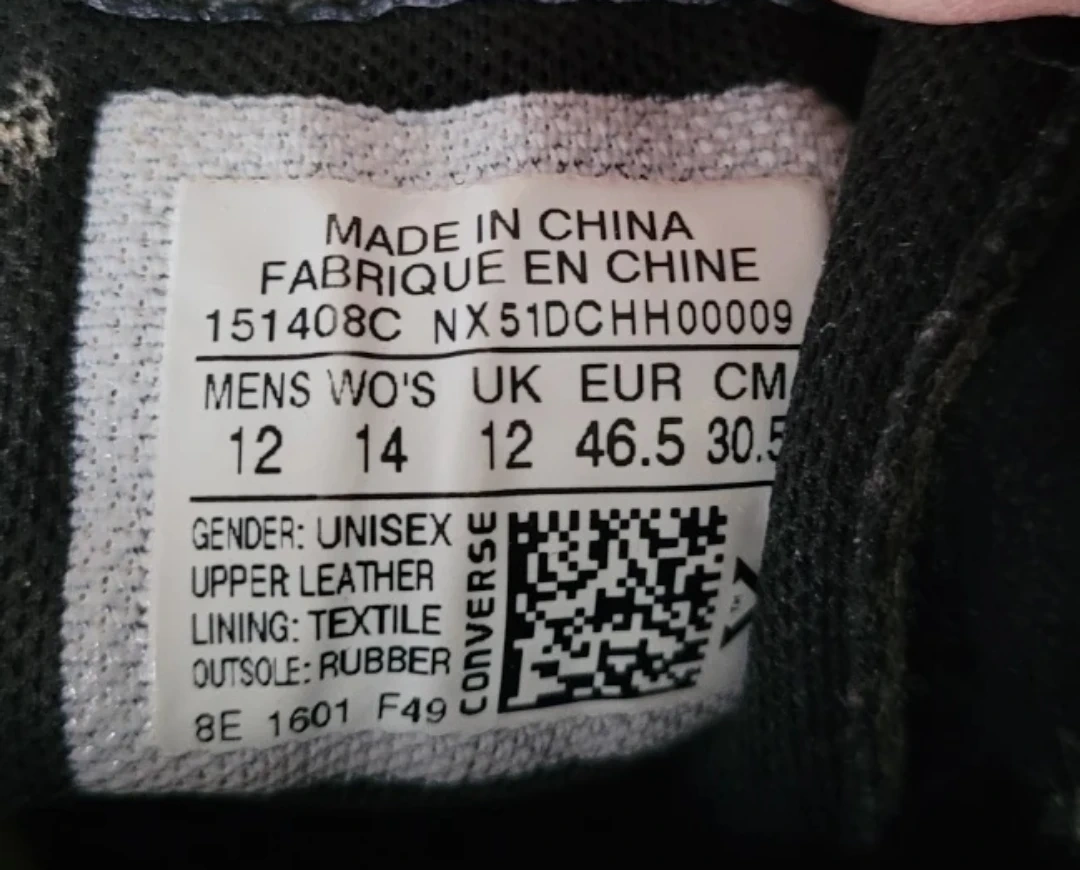 MADE IN CHINA
FABRIQUE EN CHINE
151408C NX51DCHH00009
MENS WO'S UK EUR CM
12 14 12 46.5 30.5
GENDER: UNISEX
UPPER LEATHER
LINING: TEXTILE
OUTSOLE: RUBBER
8E 1601 F49
CONVERSE